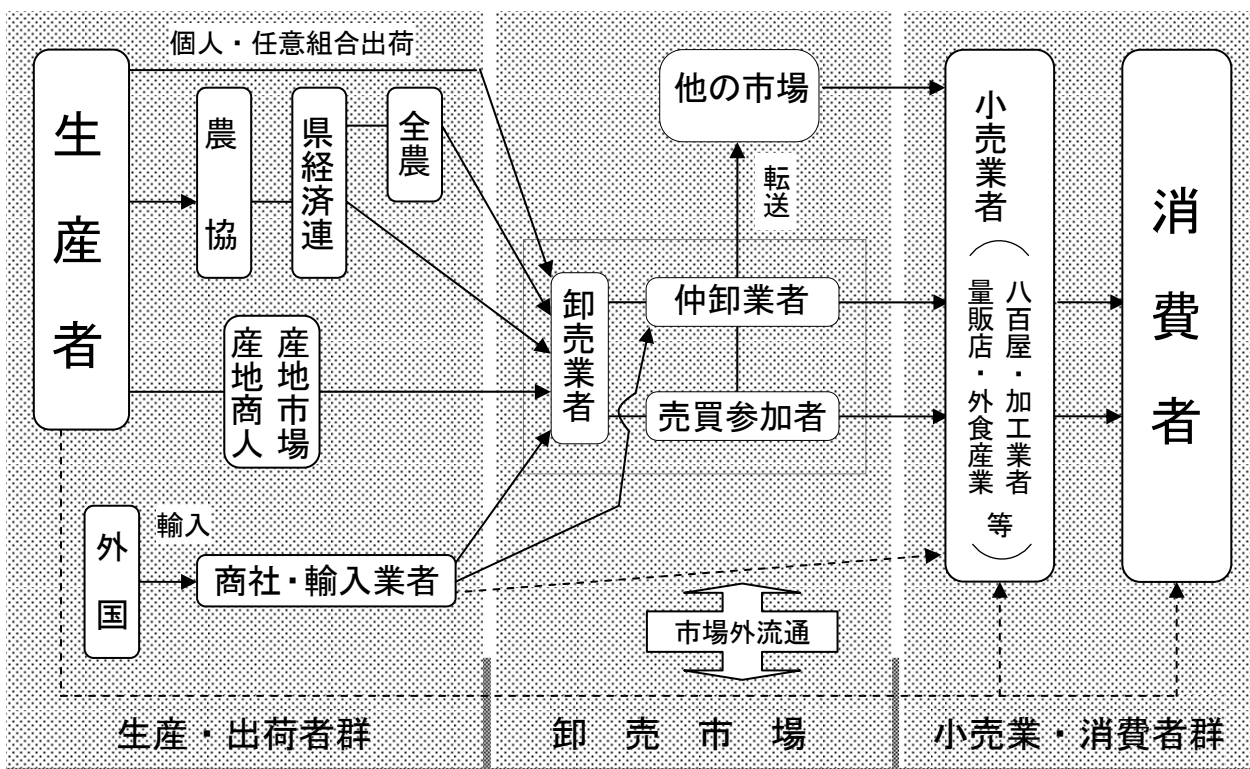 個人・任意組合出荷
生産者
農協
県経済連
全農
産地市場
産地商人
外国
輸入
商社・輸入業者
他の市場
転送
卸売業者
仲卸業者
売買参加者
市場外流通
小売業者
（八百屋・加工業者
量販店・外食産業
等）
消費者
生産・出荷者群
卸売市場
小売業・消費者群